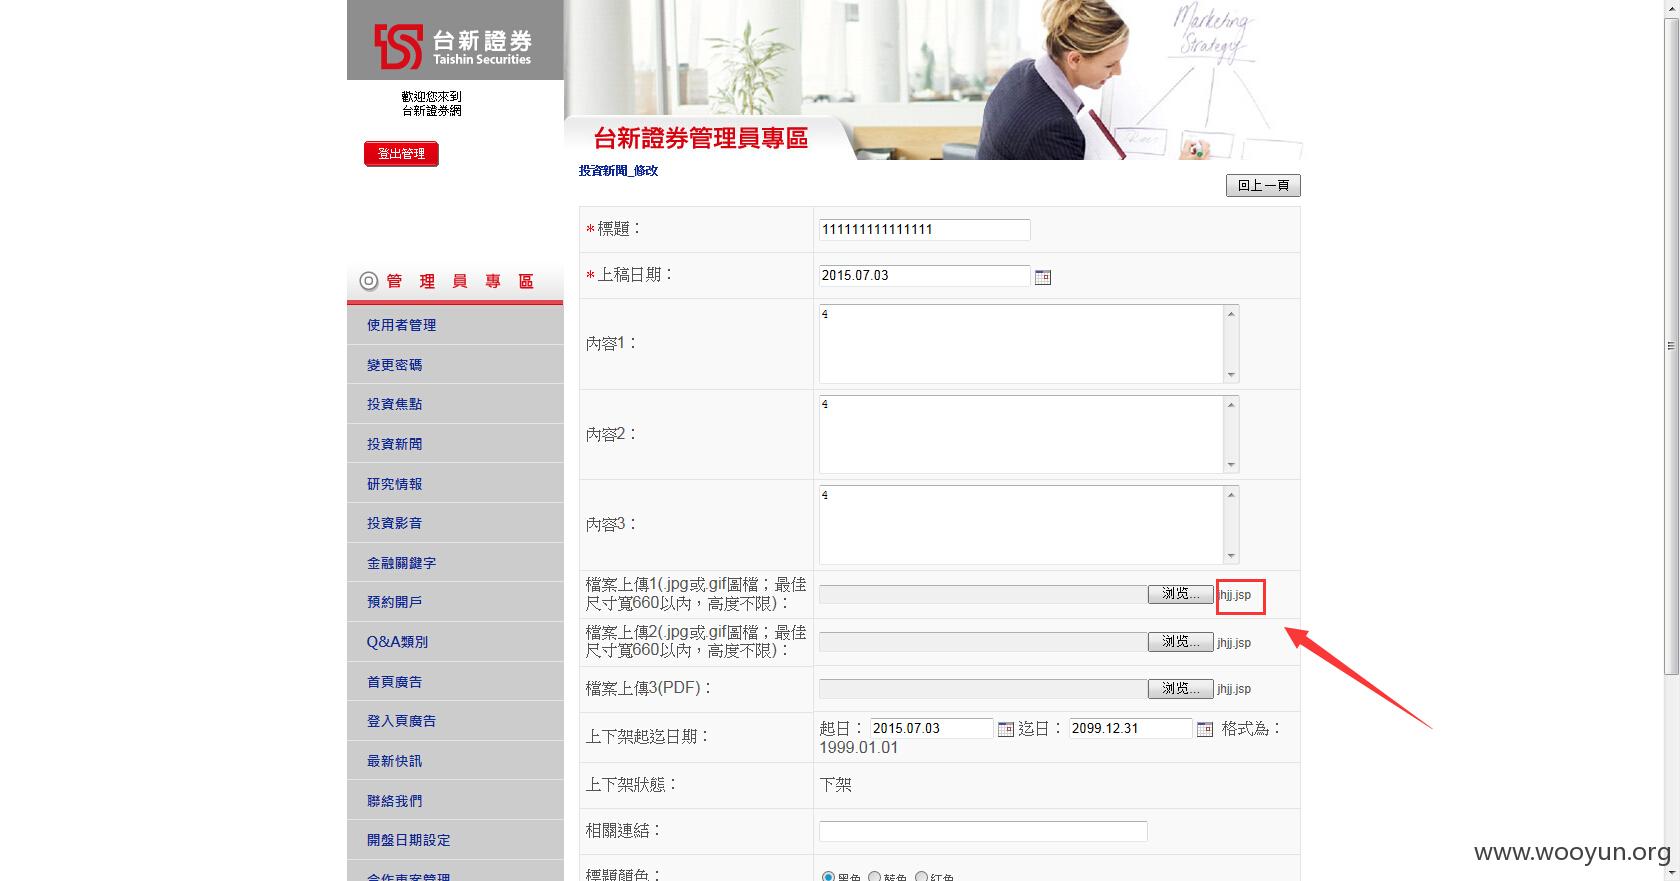 台新證券
Taishin Securities
Marketing
Strategy
歡迎您來到
台新證券網
登出管理
台新證券管理員專區
投資新聞_修改
回上一頁
管理員專區
使用者管理
變更密碼
投資焦點
投資新聞
研究情報
投資影音
金融關鍵字
預約開戶
Q&A類別
首頁廣告
登入頁廣告
最新快訊
聯絡我們
開盤日期設定
合作專案管理
*標題：
111111111111111
*上稿日期：
2015.07.03
內容1：
4
內容2：
4
內容3：
4
檔案上傳1(.jpg或.gif圖檔；最佳
尺寸寬660以內，高度不限)：
浏览... jhjj.jsp
檔案上傳2(.jpg或.gif圖檔；最佳
尺寸寬660以內，高度不限)：
浏览... jhjj.jsp
檔案上傳3(PDF)：
浏览... jhjj.jsp
上下架起迄日期：
起日： 2015.07.03 迄日： 2099.12.31 格式為：
1999.01.01
上下架狀態：
下架
相關連結：
標題顏色：
黑色 藍色 紅色
www.wooyun.org